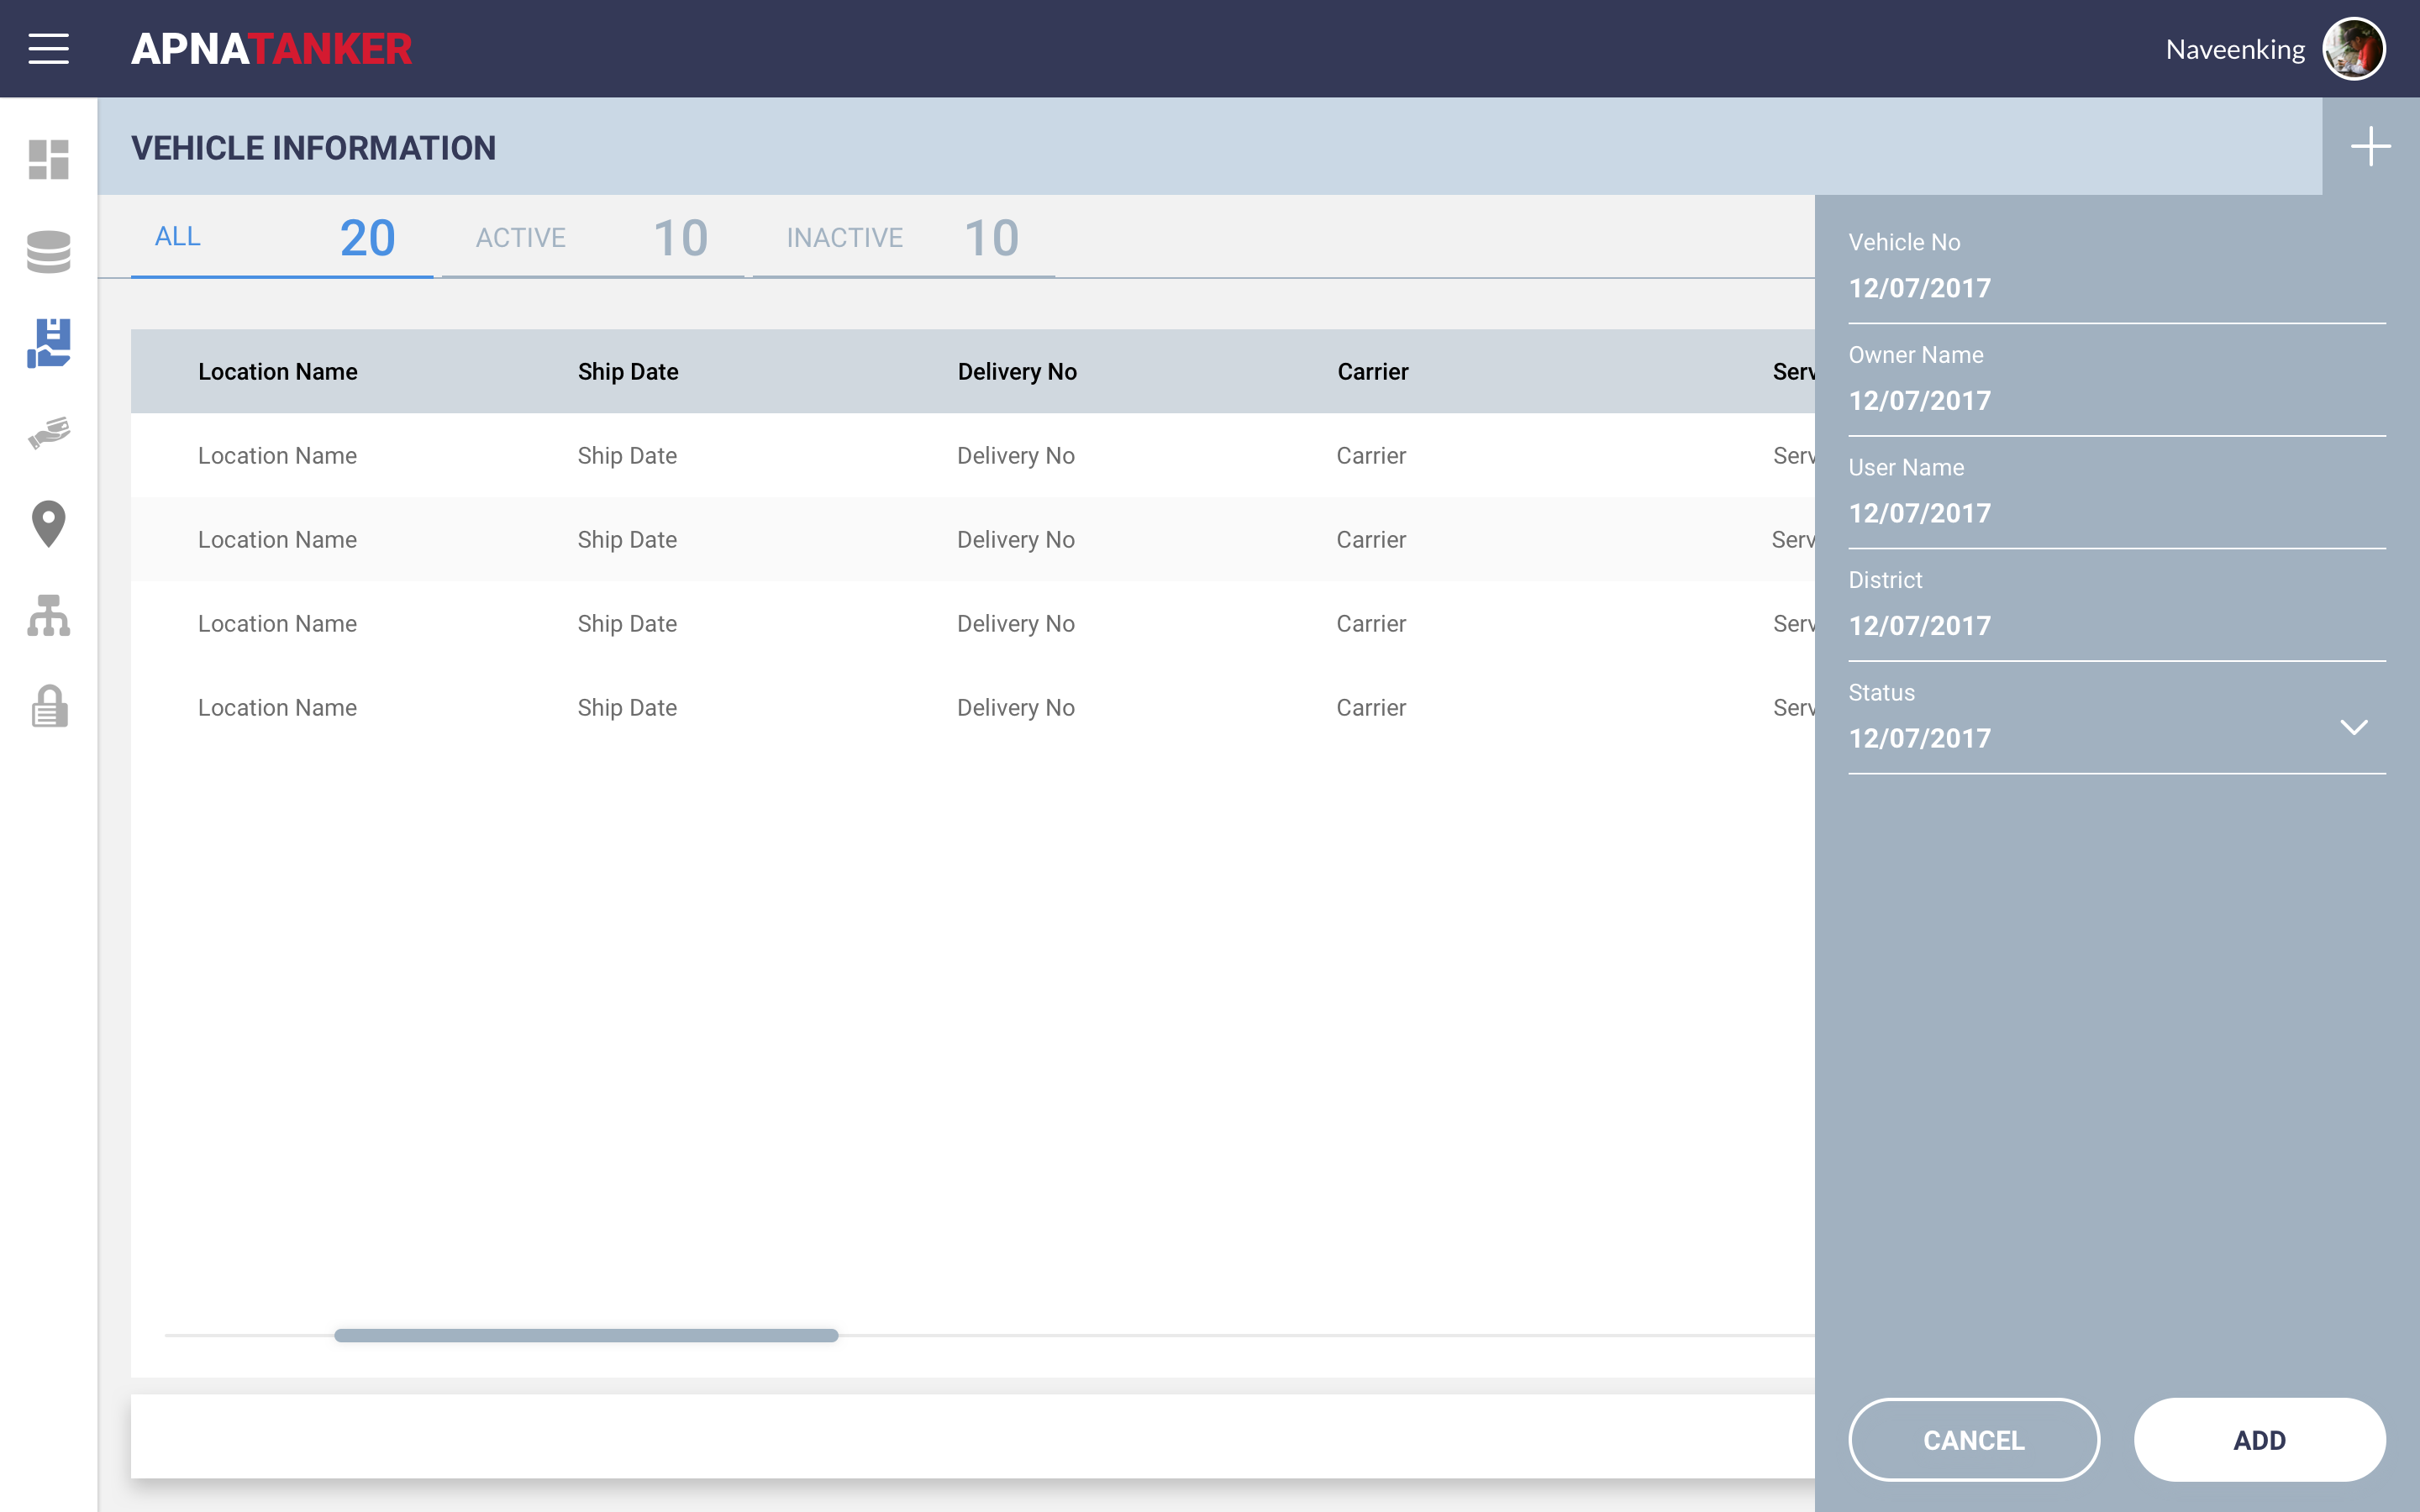 APNATANKER
Naveenking
VEHICLE INFORMATION
ALL 20 ACTIVE 10 INACTIVE 10
Location Name Ship Date Delivery No Carrier Serv
Location Name Ship Date Delivery No Carrier Serv
Location Name Ship Date Delivery No Carrier Serv
Location Name Ship Date Delivery No Carrier Serv
Location Name Ship Date Delivery No Carrier Serv
Vehicle No
12/07/2017
Owner Name
12/07/2017
User Name
12/07/2017
District
12/07/2017
Status
12/07/2017
CANCEL ADD